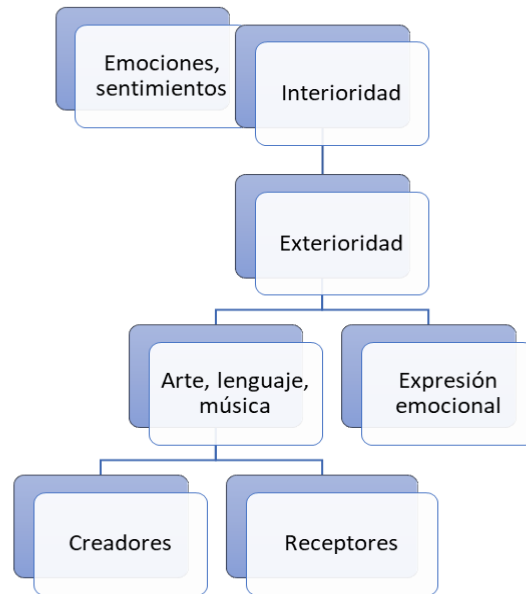 Emociones,
sentimientos
Interioridad
Exterioridad
Arte, lenguaje,
música
Expresión
emocional
Creadores
Receptores